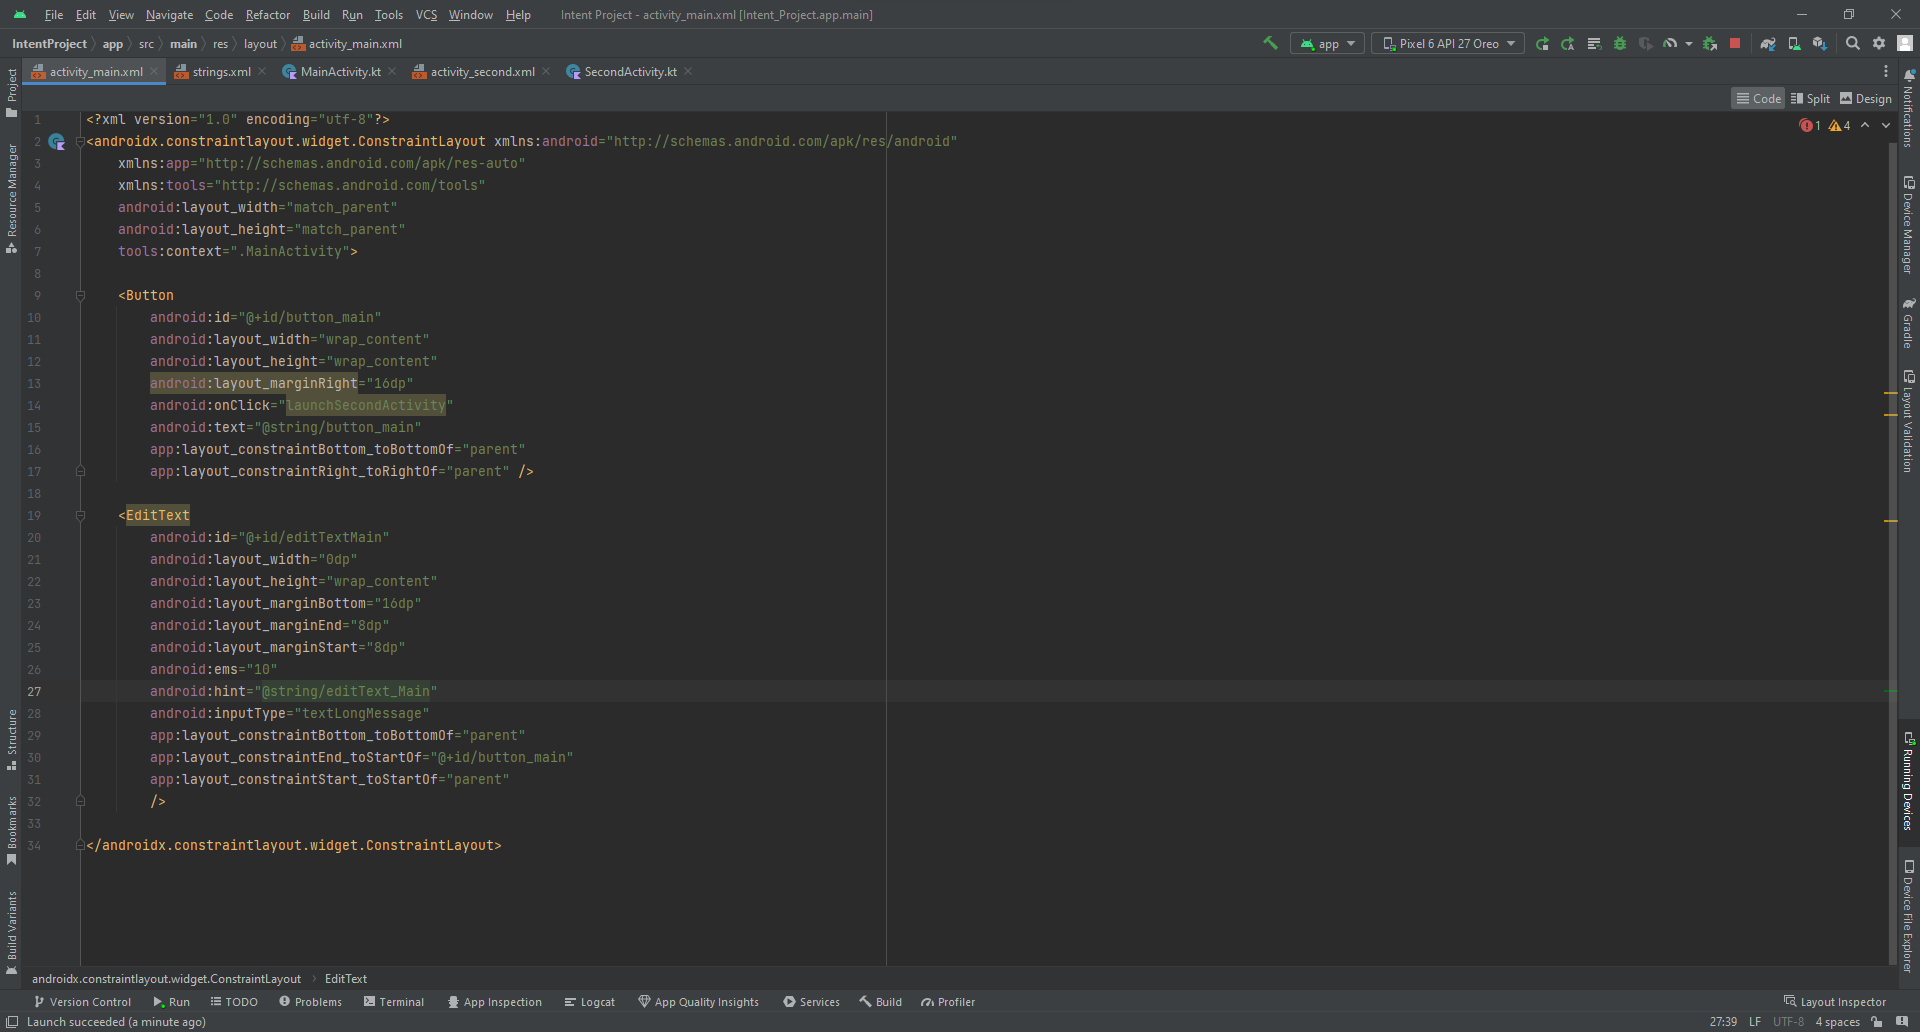 File Edit View Navigate Code Refactor Build Run Tools VCS Window Help Intent Project - activity_main.xml [Intent_Project.app.main]
IntentProject app src main res layout activity_main.xml app Pixel 6 API 27 Oreo
activity_main.xml strings.xml MainActivity.kt activity_second.xml SecondActivity.kt
Code Split Design
1 4
1 <?xml version="1.0" encoding="utf-8"?>
2 <androidx.constraintlayout.widget.ConstraintLayout xmlns:android="http://schemas.android.com/apk/res/android"
3 xmlns:app="http://schemas.android.com/apk/res-auto"
4 xmlns:tools="http://schemas.android.com/tools"
5 android:layout_width="match_parent"
6 android:layout_height="match_parent"
7 tools:context=".MainActivity">
8
9 <Button
10 android:id="@+id/button_main"
11 android:layout_width="wrap_content"
12 android:layout_height="wrap_content"
13 android:layout_marginRight="16dp"
14 android:onClick="launchSecondActivity"
15 android:text="@string/button_main"
16 app:layout_constraintBottom_toBottomOf="parent"
17 app:layout_constraintRight_toRightOf="parent" />
18
19 <EditText
20 android:id="@+id/editTextMain"
21 android:layout_width="0dp"
22 android:layout_height="wrap_content"
23 android:layout_marginBottom="16dp"
24 android:layout_marginEnd="8dp"
25 android:layout_marginStart="8dp"
26 android:ems="10"
27 android:hint="@string/editText_Main"
28 android:inputType="textLongMessage"
29 app:layout_constraintBottom_toBottomOf="parent"
30 app:layout_constraintEnd_toStartOf="@+id/button_main"
31 app:layout_constraintStart_toStartOf="parent"
32 />
33
34 </androidx.constraintlayout.widget.ConstraintLayout>
Project
Resource Manager
Structure
Bookmarks
Build Variants
Notifications
Device Manager
Gradle
Layout Validation
Running Devices
Device File Explorer
androidx.constraintlayout.widget.ConstraintLayout EditText
Version Control Run TODO Problems Terminal App Inspection Logcat App Quality Insights Services Build Profiler Layout Inspector
Launch succeeded (a minute ago) 27:39 LF UTF-8 4 spaces